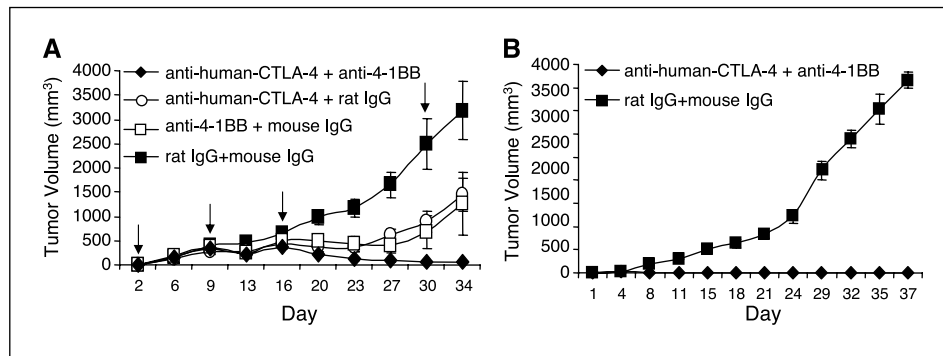 A
Tumor Volume (mm³)
4000
3500
3000
2500
2000
1500
1000
500
0
anti-human-CTLA-4 + anti-4-1BB
anti-human-CTLA-4 + rat IgG
anti-4-1BB + mouse IgG
rat IgG+mouse IgG
2 6 9 13 16 20 23 27 30 34
Day
B
Tumor Volume (mm³)
4000
3500
3000
2500
2000
1500
1000
500
0
anti-human-CTLA-4 + anti-4-1BB
rat IgG+mouse IgG
1 4 8 11 15 18 21 24 29 32 35 37
Day